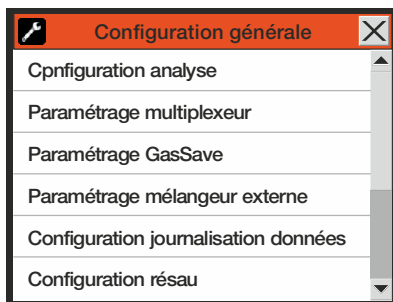 Configuration générale
Cpnfiguration analyse
Paramétrage multiplexeur
Paramétrage GasSave
Paramétrage mélangeur externe
Configuration journalisation données
Configuration résau